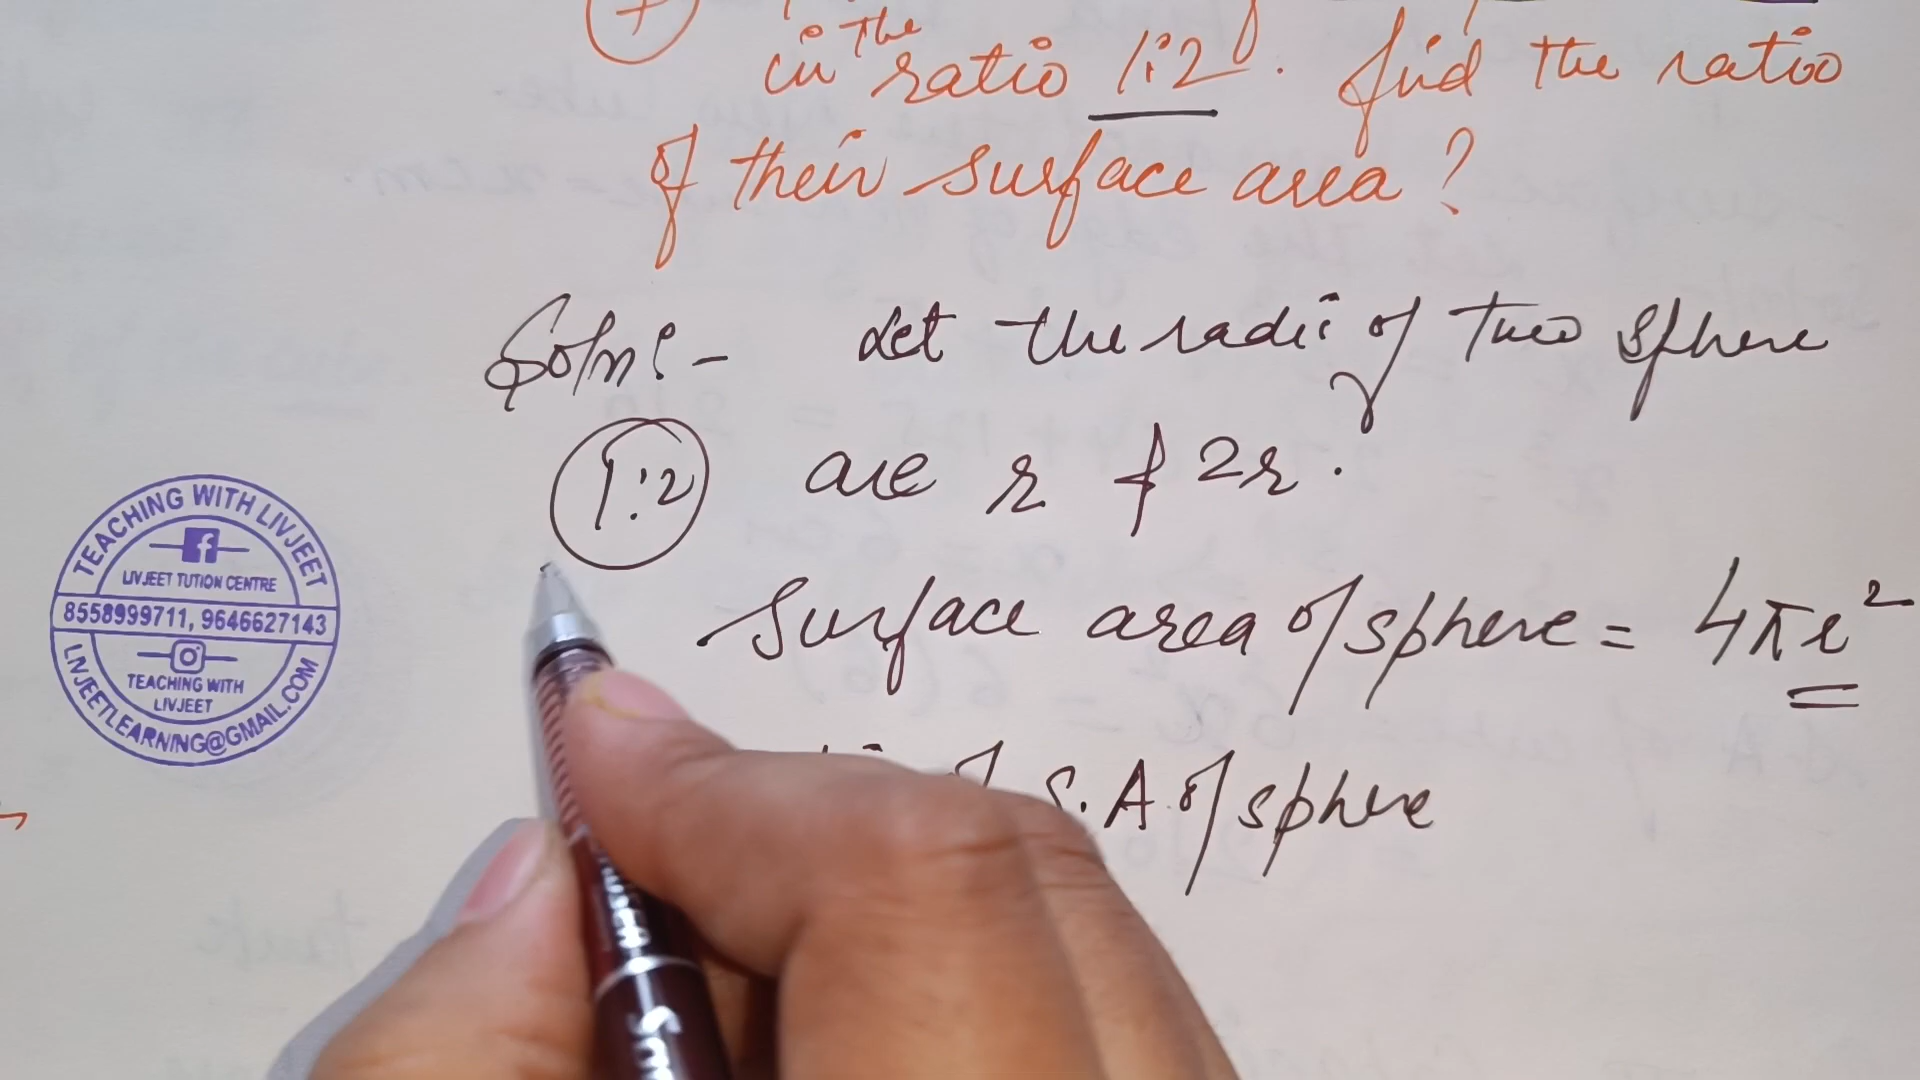 7
in the ratio 1:2. find the ratio
of their surface area?
Soln:- Let the radii of two sphere
1:2 are r & 2r.
Surface area of sphere = 4πr²
of S.A of sphere
TEACHING WITH LIVJEET
LIVJEET TUTION CENTRE
8558999711, 9646627143
TEACHING WITH
LIVJEET
LIVJEETLEARNING@GMAIL.COM